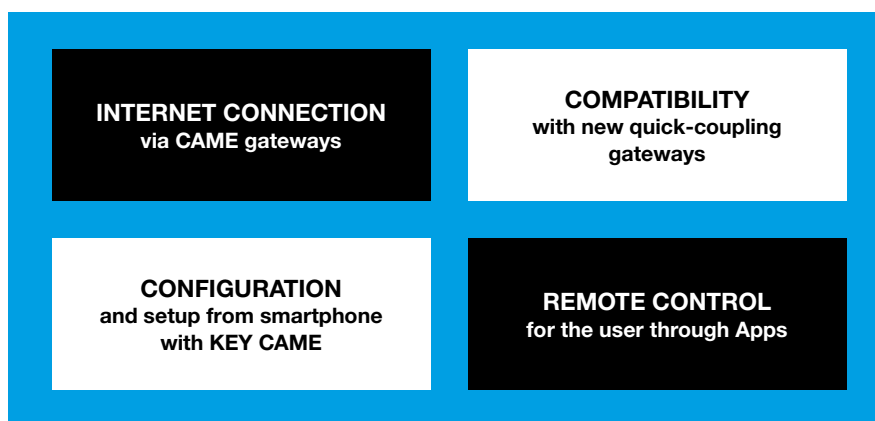 INTERNET CONNECTION
via CAME gateways
COMPATIBILITY
with new quick-coupling
gateways
CONFIGURATION
and setup from smartphone
with KEY CAME
REMOTE CONTROL
for the user through Apps